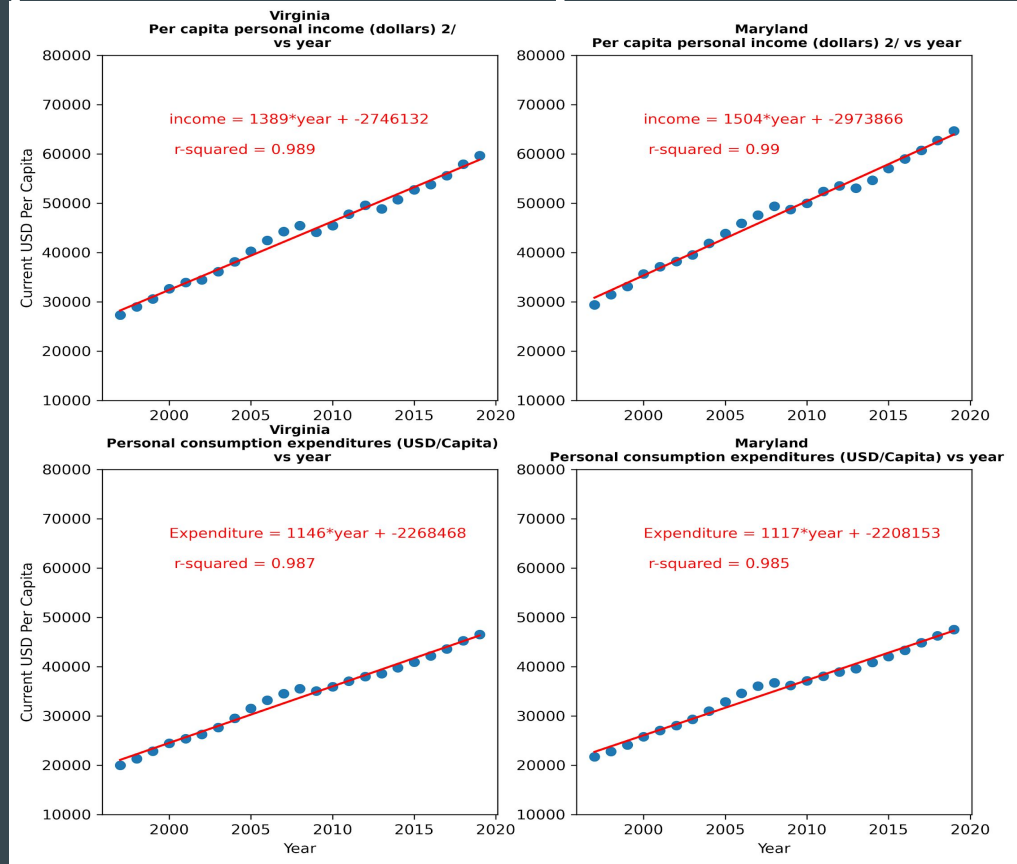 Virginia
Per capita personal income (dollars) 2/
vs year
80000
70000
60000
50000
40000
30000
20000
10000
Current USD Per Capita
income = 1389*year + -2746132
r-squared = 0.989
2000
2005
2010
2015
2020
Maryland
Per capita personal income (dollars) 2/ vs year
80000
70000
60000
50000
40000
30000
20000
10000
income = 1504*year + -2973866
r-squared = 0.99
2000
2005
2010
2015
2020
Virginia
Personal consumption expenditures (USD/Capita)
vs year
80000
70000
60000
50000
40000
30000
20000
10000
Current USD Per Capita
Expenditure = 1146*year + -2268468
r-squared = 0.987
2000
2005
2010
2015
2020
Year
Maryland
Personal consumption expenditures (USD/Capita) vs year
80000
70000
60000
50000
40000
30000
20000
10000
Expenditure = 1117*year + -2208153
r-squared = 0.985
2000
2005
2010
2015
2020
Year